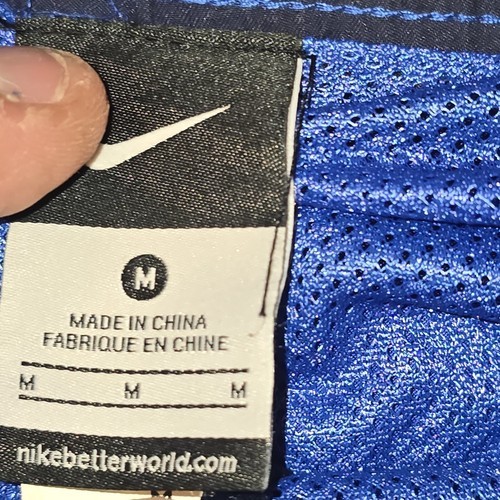 M
MADE IN CHINA
FABRIQUE EN CHINE
M M M
nikebetterworld.com